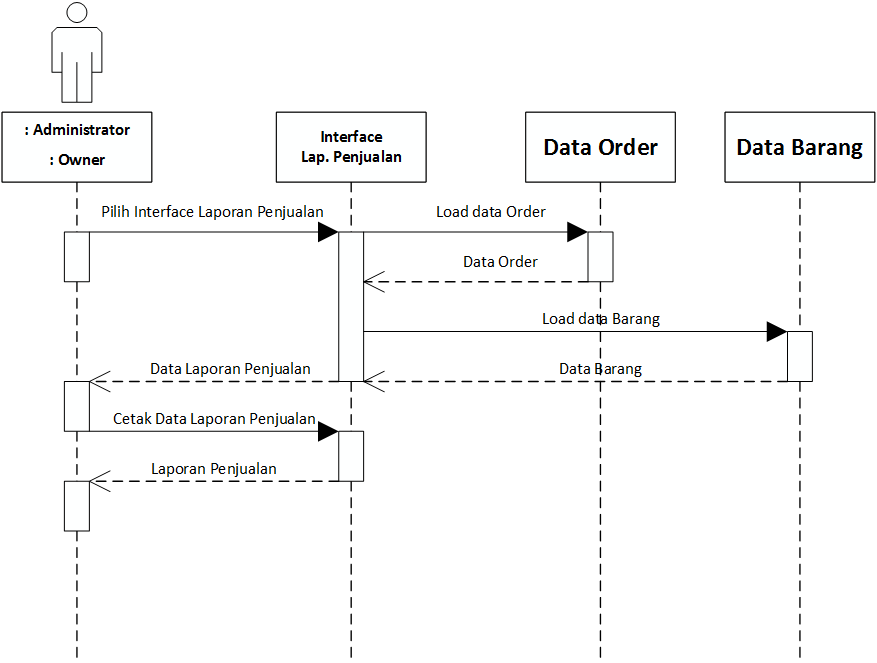 : Administrator
: Owner
Interface
Lap. Penjualan
Data Order
Data Barang
Pilih Interface Laporan Penjualan
Load data Order
Data Order
Load data Barang
Data Laporan Penjualan
Data Barang
Cetak Data Laporan Penjualan
Laporan Penjualan